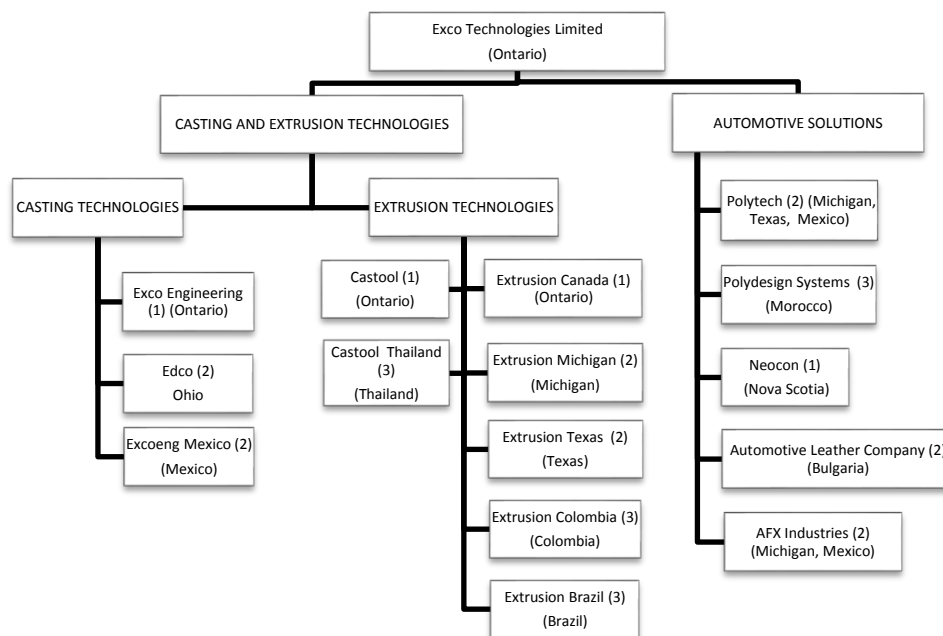 Exco Technologies Limited
(Ontario)
CASTING AND EXTRUSION TECHNOLOGIES
AUTOMOTIVE SOLUTIONS
CASTING TECHNOLOGIES
EXTRUSION TECHNOLOGIES
Exco Engineering
(1) (Ontario)
Edco (2)
Ohio
Excoeng Mexico (2)
(Mexico)
Castool (1)
(Ontario)
Castool Thailand
(3)
(Thailand)
Extrusion Canada (1)
(Ontario)
Extrusion Michigan (2)
(Michigan)
Extrusion Texas (2)
(Texas)
Extrusion Colombia (3)
(Colombia)
Extrusion Brazil (3)
(Brazil)
Polytech (2) (Michigan,
Texas, Mexico)
Polydesign Systems (3)
(Morocco)
Neocon (1)
(Nova Scotia)
Automotive Leather Company (2)
(Bulgaria)
AFX Industries (2)
(Michigan, Mexico)